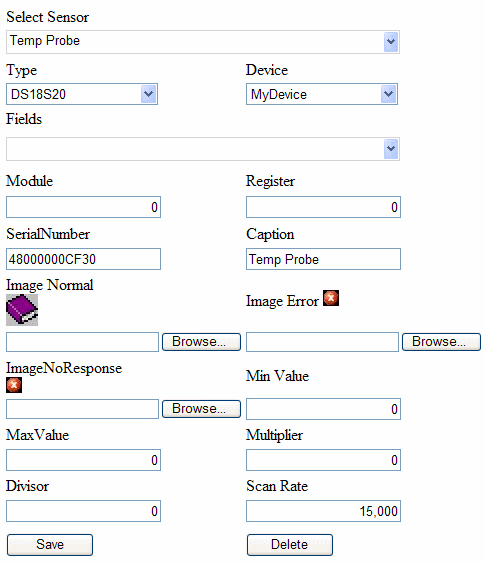 Select Sensor
Temp Probe
Type Device
DS18S20 MyDevice
Fields
Module Register
0 0
SerialNumber Caption
48000000CF30 Temp Probe
Image Normal
Image Error
Browse... Browse...
ImageNoResponse
Min Value
Browse... 0
MaxValue Multiplier
0 0
Divisor Scan Rate
0 15,000
Save Delete